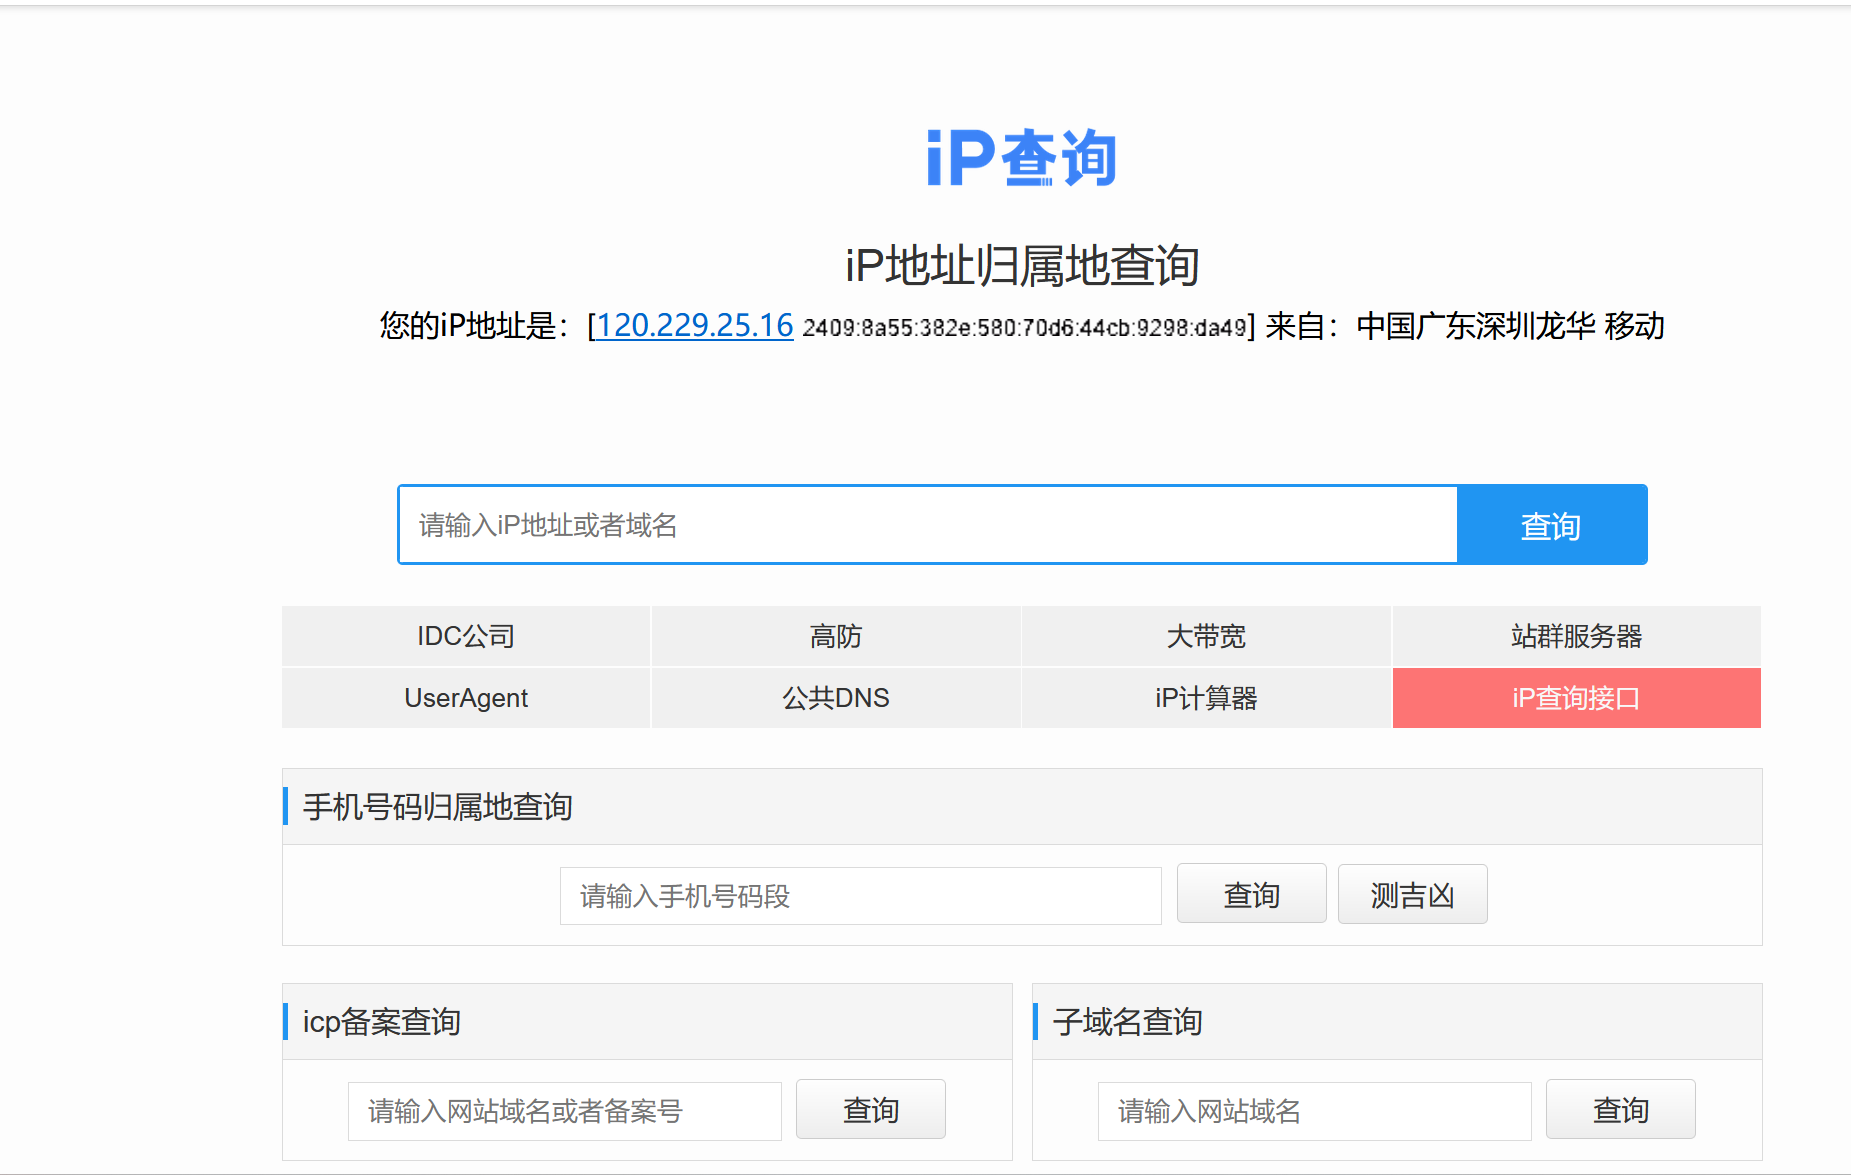 iP查询
iP地址归属地查询
您的iP地址是：[120.229.25.16 2409:8a55:382e:580:70d6:44cb:9298:da49] 来自：中国广东深圳龙华 移动
请输入iP地址或者域名 查询
IDC公司 高防 大带宽 站群服务器
UserAgent 公共DNS iP计算器 iP查询接口
手机号码归属地查询
请输入手机号码段 查询 测吉凶
icp备案查询
请输入网站域名或者备案号 查询
子域名查询
请输入网站域名 查询